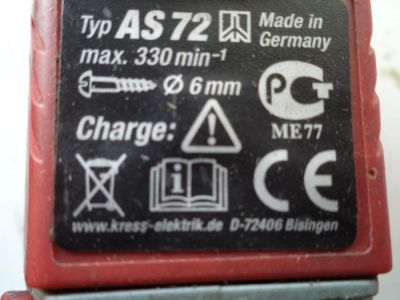 Typ AS 72 Made in
Germany
max. 330 min⁻¹
Ø 6 mm
Charge:
ME77
CE
www.kress-elektrik.de D-72406 Bisingen